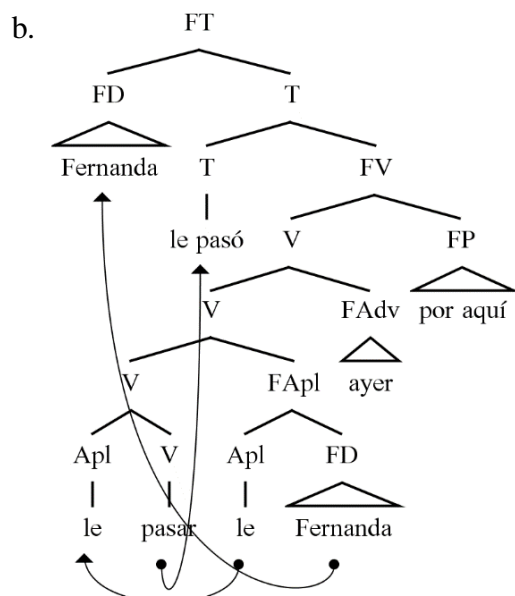 b.
FT
FD T
Fernanda T FV
le pasó V FP
V FAdv por aquí
V FApl ayer
Apl V Apl FD
le pasar le Fernanda